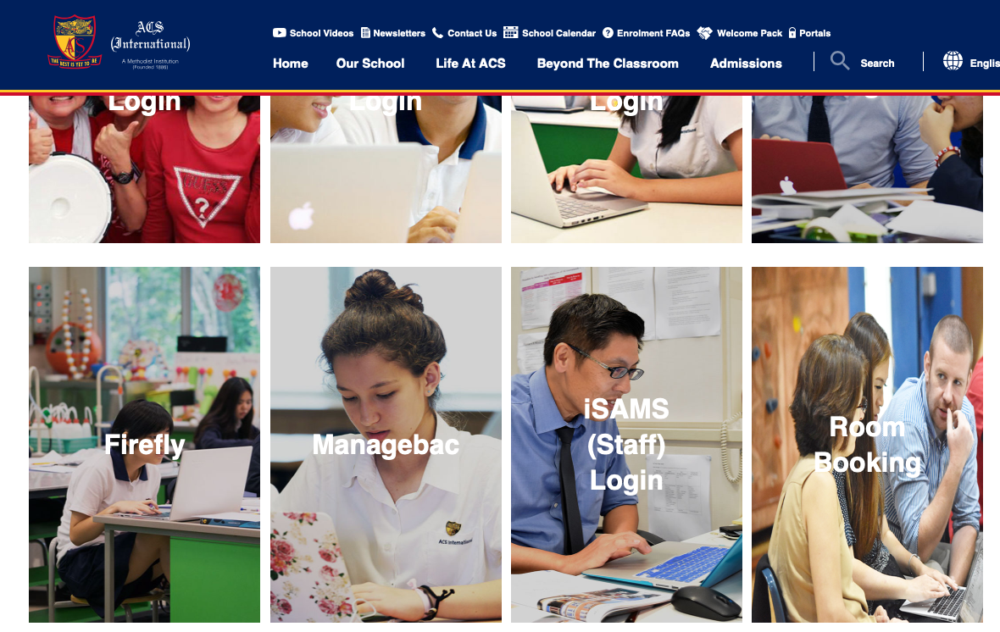 THE BEST IS YET TO BE
ACS
(International)
A Methodist Institution
(Founded 1886)
School Videos
Newsletters
Contact Us
School Calendar
Enrolment FAQs
Welcome Pack
Portals
Home
Our School
Life At ACS
Beyond The Classroom
Admissions
Search
Englis
Login
Login
Login
GUESS
?
Firefly
Managebac
ACS International
iSAMS
(Staff)
Login
Room
Booking